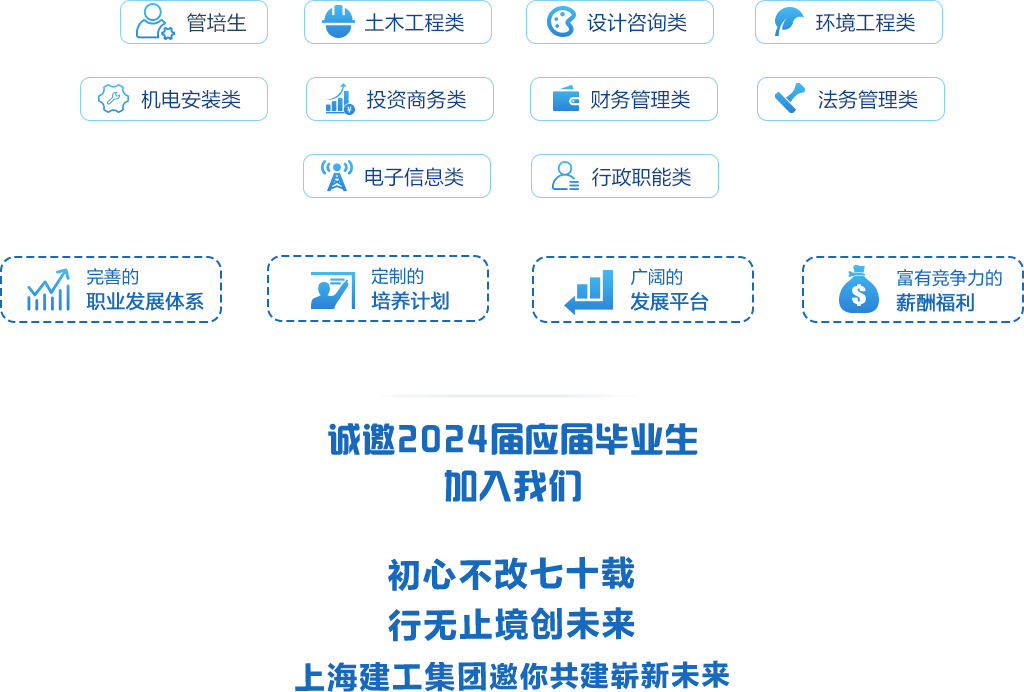 管培生
土木工程类
设计咨询类
环境工程类
机电安装类
投资商务类
财务管理类
法务管理类
电子信息类
行政职能类
完善的
职业发展体系
定制的
培养计划
广阔的
发展平台
富有竞争力的
薪酬福利
诚邀2024届应届毕业生
加入我们
初心不改七十载
行无止境创未来
上海建工集团邀你共建崭新未来